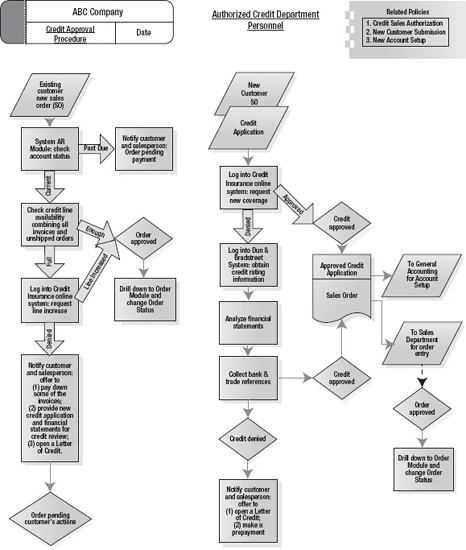 ABC Company
Credit Approval
Procedure
Date
Authorized Credit Department
Personnel
Related Policies
1. Credit Sales Authorization
2. New Customer Submission
3. New Account Setup
Existing
customer
new sales
order (SO)
System AR
Module: check
account status
Past Due
Notify customer
and salesperson:
Order pending
payment
Current
Check credit line
availability
combining all
invoices and
unshipped orders
Enough
Order
approved
Full
Line Increased
Log into Credit
Insurance online
system: request
line increase
Drill down to Order
Module and change
Order Status
Denied
Notify customer
and salesperson:
offer to
(1) pay down
some of the
invoices;
(2) provide new
credit application
and financial
statements for
credit review;
(3) open a
Letter of Credit.
Order pending
customer's actions
New
Customer
SO
Credit
Application
Log into Credit
Insurance online
system: request
new coverage
Approved
Credit
approved
Denied
Log into Dun &
Bradstreet
System: obtain
credit rating
information
Approved Credit
Application
Sales Order
To General
Accounting
for Account
Setup
Analyze financial
statements
To Sales
Department
for order
entry
Collect bank &
trade references
Credit
approved
Order
approved
Credit denied
Drill down to Order
Module and
change Order
Status
Notify customer
and salesperson:
offer to
(1) open a Letter
of Credit;
(2) make a
prepayment